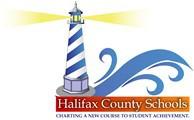 Halifax County Schools
CHARTING A NEW COURSE TO STUDENT ACHIEVEMENT